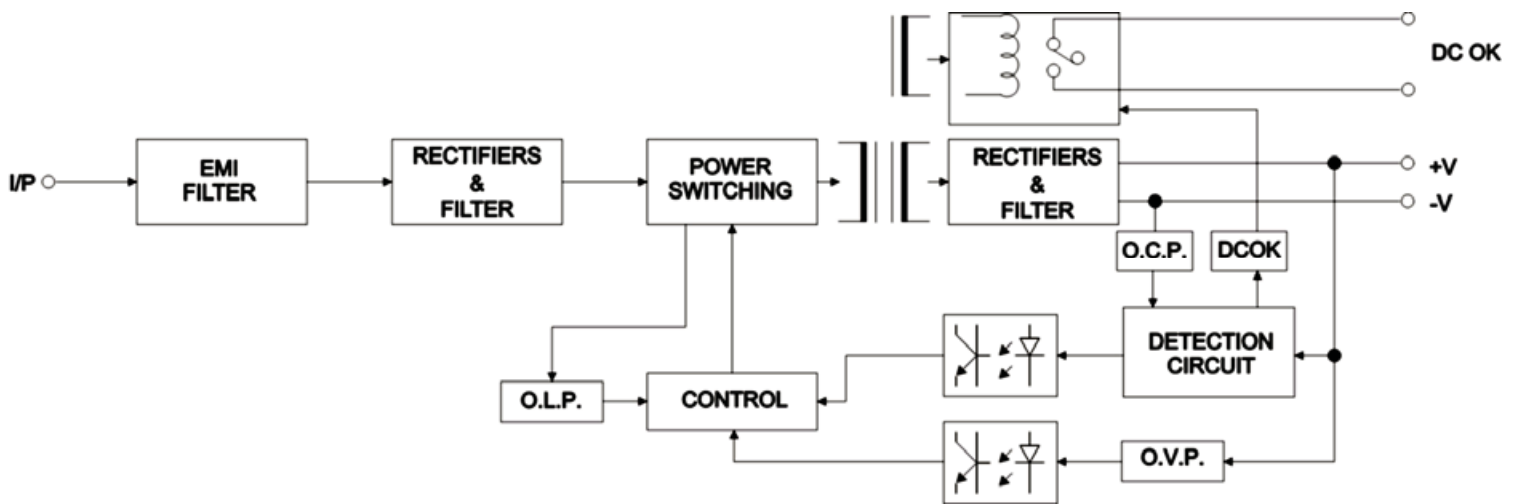 DC OK
I/P
EMI
FILTER
RECTIFIERS
&
FILTER
POWER
SWITCHING
RECTIFIERS
&
FILTER
+V
-V
O.C.P.
DCOK
DETECTION
CIRCUIT
O.L.P.
CONTROL
O.V.P.